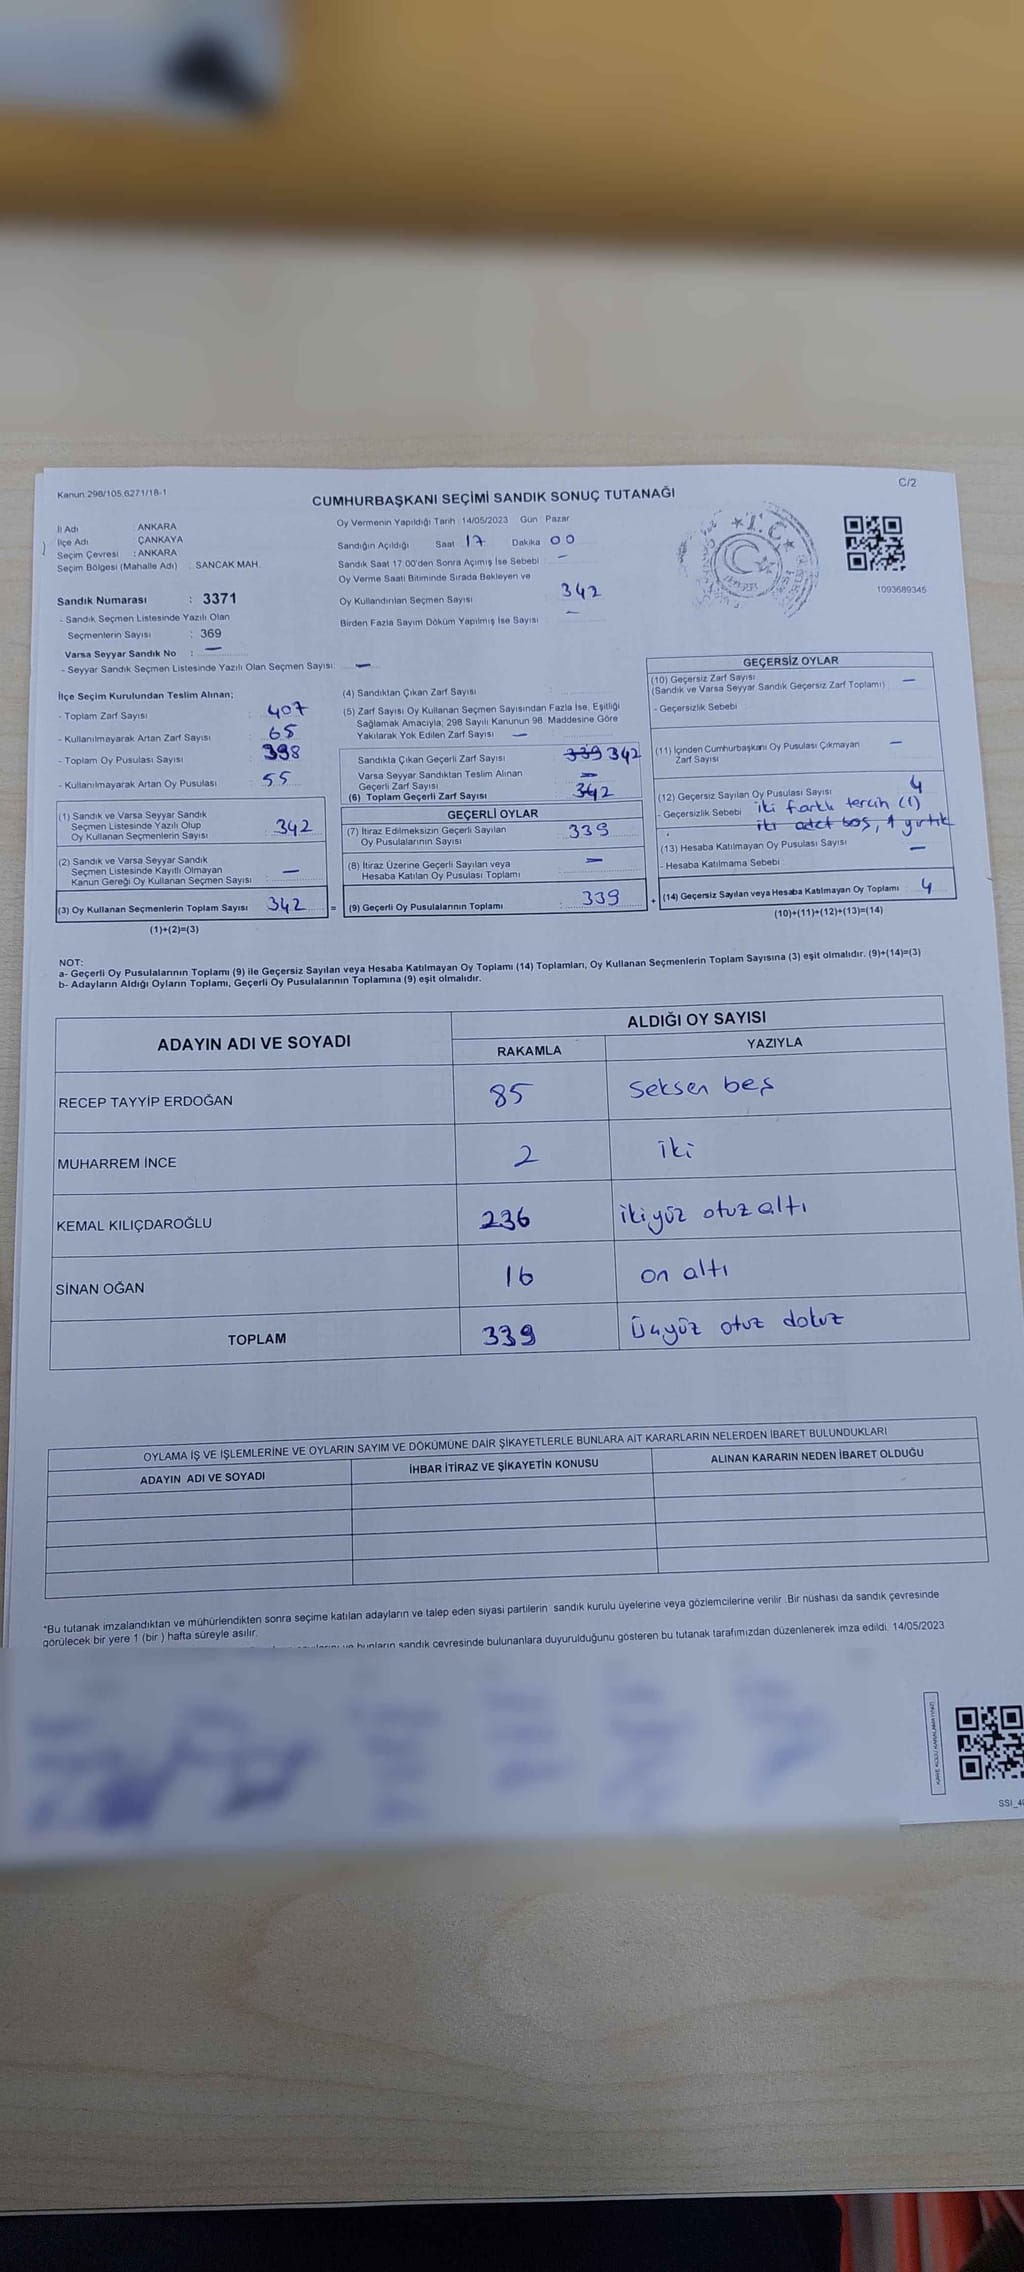 Kanun:298/105,6271/18-1
C/2
CUMHURBAŞKANI SEÇİMİ SANDIK SONUÇ TUTANAĞI
İl Adı : ANKARA
İlçe Adı : ÇANKAYA
Seçim Çevresi : ANKARA
Seçim Bölgesi (Mahalle Adı) : SANCAK MAH.
Sandık Numarası : 3371
- Sandık Seçmen Listesinde Yazılı Olan
Seçmenlerin Sayısı : 369
Varsa Seyyar Sandık No : —
- Seyyar Sandık Seçmen Listesinde Yazılı Olan Seçmen Sayısı: —
Oy Vermenin Yapıldığı Tarih : 14/05/2023 Gün : Pazar
Sandığın Açıldığı Saat 17 Dakika 00
Sandık Saat 17:00'den Sonra Açımış İse Sebebi —
Oy Verme Saati Bitiminde Sırada Bekleyen ve
Oy Kullandırılan Seçmen Sayısı 342
Birden Fazla Sayım Döküm Yapılmış İse Sayısı —
T.C.
1093689345
İlçe Seçim Kurulundan Teslim Alınan;
- Toplam Zarf Sayısı : 407
- Kullanılmayarak Artan Zarf Sayısı : 65
- Toplam Oy Pusulası Sayısı : 398
- Kullanılmayarak Artan Oy Pusulası : 55
(1) Sandık ve Varsa Seyyar Sandık
Seçmen Listesinde Yazılı Olup
Oy Kullanan Seçmenlerin Sayısı : 342
(2) Sandık ve Varsa Seyyar Sandık
Seçmen Listesinde Kayıtlı Olmayan
Kanun Gereği Oy Kullanan Seçmen Sayısı : —
(3) Oy Kullanan Seçmenlerin Toplam Sayısı : 342
(1)+(2)=(3)
=
(4) Sandıktan Çıkan Zarf Sayısı
(5) Zarf Sayısı Oy Kullanan Seçmen Sayısından Fazla İse, Eşitliği
Sağlamak Amacıyla; 298 Sayılı Kanunun 98. Maddesine Göre
Yakılarak Yok Edilen Zarf Sayısı —
Sandıkta Çıkan Geçerli Zarf Sayısı 339 342
Varsa Seyyar Sandıktan Teslim Alınan
Geçerli Zarf Sayısı —
(6) Toplam Geçerli Zarf Sayısı 342
GEÇERLİ OYLAR
(7) İtiraz Edilmeksizin Geçerli Sayılan
Oy Pusulalarının Sayısı : 339
(8) İtiraz Üzerine Geçerli Sayılan veya
Hesaba Katılan Oy Pusulası Toplamı : —
(9) Geçerli Oy Pusulalarının Toplamı : 339
+
GEÇERSİZ OYLAR
(10) Geçersiz Zarf Sayısı —
(Sandık ve Varsa Seyyar Sandık Geçersiz Zarf Toplamı)
- Geçersizlik Sebebi
(11) İçinden Cumhurbaşkanı Oy Pusulası Çıkmayan —
Zarf Sayısı
(12) Geçersiz Sayılan Oy Pusulası Sayısı : 4
- Geçersizlik Sebebi iki farklı tercih (1)
iki adet boş, 1 yırtık
(13) Hesaba Katılmayan Oy Pusulası Sayısı —
- Hesaba Katılmama Sebebi
(14) Geçersiz Sayılan veya Hesaba Katılmayan Oy Toplamı : 4
(10)+(11)+(12)+(13)=(14)
NOT:
a- Geçerli Oy Pusulalarının Toplamı (9) ile Geçersiz Sayılan veya Hesaba Katılmayan Oy Toplamı (14) Toplamları, Oy Kullanan Seçmenlerin Toplam Sayısına (3) eşit olmalıdır. (9)+(14)=(3)
b- Adayların Aldığı Oyların Toplamı, Geçerli Oy Pusulalarının Toplamına (9) eşit olmalıdır.
ADAYIN ADI VE SOYADI ALDIĞI OY SAYISI
RAKAMLA YAZIYLA
RECEP TAYYİP ERDOĞAN 85 Seksen beş
MUHARREM İNCE 2 iki
KEMAL KILIÇDAROĞLU 236 ikiyüz otuz altı
SİNAN OĞAN 16 on altı
TOPLAM 339 Üçyüz otuz dokuz
OYLAMA İŞ VE İŞLEMLERİNE VE OYLARIN SAYIM VE DÖKÜMÜNE DAİR ŞİKAYETLERLE BUNLARA AİT KARARLARIN NELERDEN İBARET BULUNDUKLARI
ADAYIN ADI VE SOYADI İHBAR İTİRAZ VE ŞİKAYETİN KONUSU ALINAN KARARIN NEDEN İBARET OLDUĞU
*Bu tutanak imzalandıktan ve mühürlendikten sonra seçime katılan adayların ve talep eden siyasi partilerin sandık kurulu üyelerine veya gözlemcilerine verilir. Bir nüshası da sandık çevresinde
görülecek bir yere 1 (bir ) hafta süreyle asılır.
ve bunların sandık çevresinde bulunanlara duyurulduğunu gösteren bu tutanak tarafımızdan düzenlenerek imza edildi. 14/05/2023